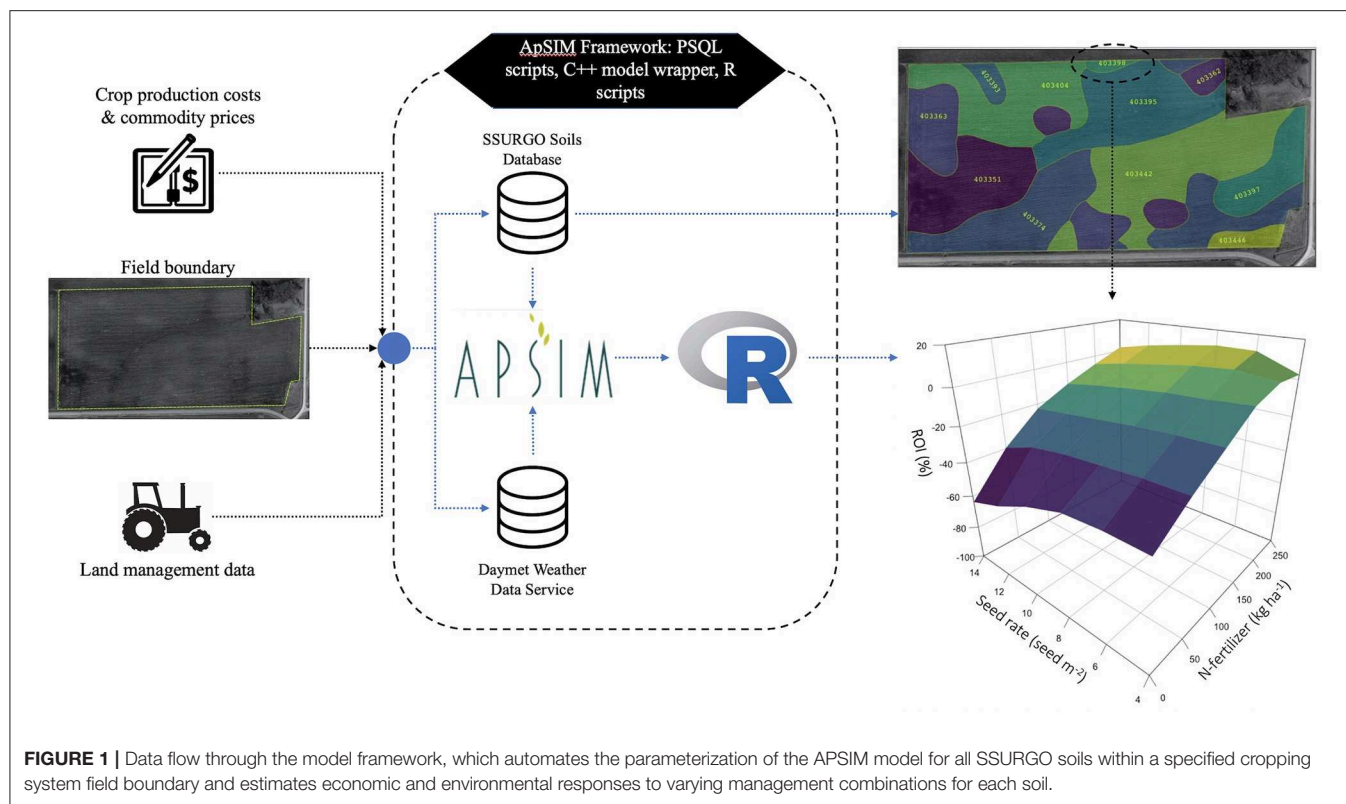 ApSIM Framework: PSQL
scripts, C++ model wrapper, R
scripts
Crop production costs
& commodity prices
$
Field boundary
Land management data
SSURGO Soils
Database
APSIM
R
Daymet Weather
Data Service
403398
403362
403393
403404
403395
403363
403351
403442
403397
403374
403446
ROI (%)
20
0
-20
-40
-60
-80
-100
14
12
10
8
6
4
Seed rate (seed m-2)
0
50
100
150
200
250
N-fertilizer (kg ha-1)
FIGURE 1 | Data flow through the model framework, which automates the parameterization of the APSIM model for all SSURGO soils within a specified cropping
system field boundary and estimates economic and environmental responses to varying management combinations for each soil.